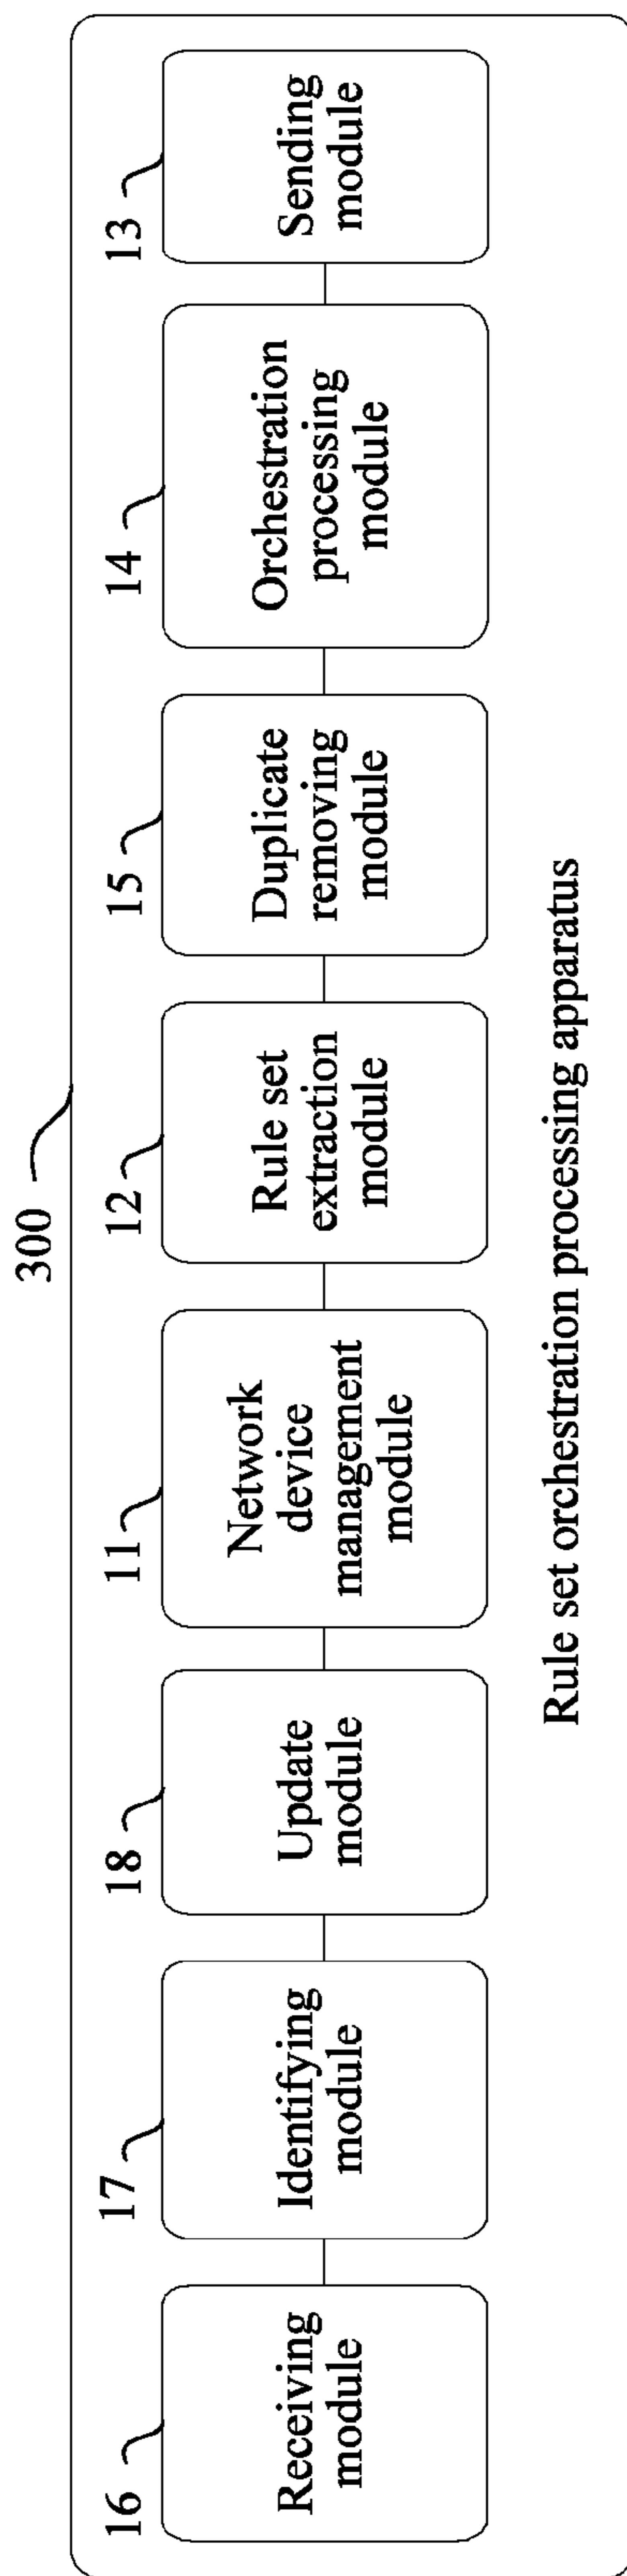 300
16
Receiving
module
17
Identifying
module
18
Update
module
11
Network
device
management
module
12
Rule set
extraction
module
15
Duplicate
removing
module
14
Orchestration
processing
module
13
Sending
module
Rule set orchestration processing apparatus